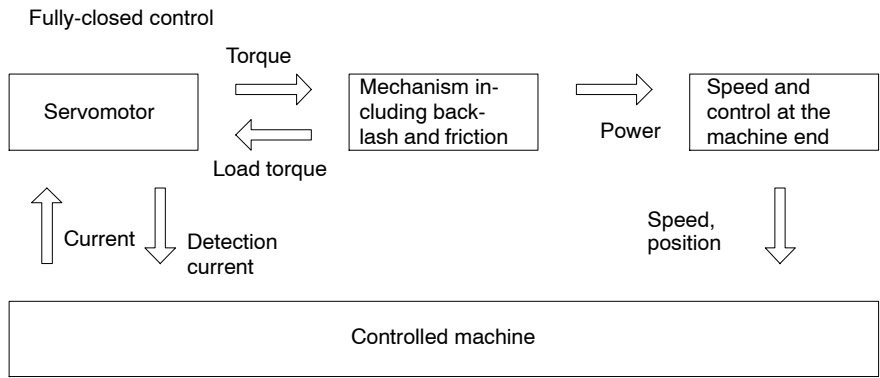 Fully-closed control
Torque
Servomotor
Mechanism in-
cluding back-
lash and friction
Speed and
control at the
machine end
Power
Load torque
Current
Detection
current
Speed,
position
Controlled machine